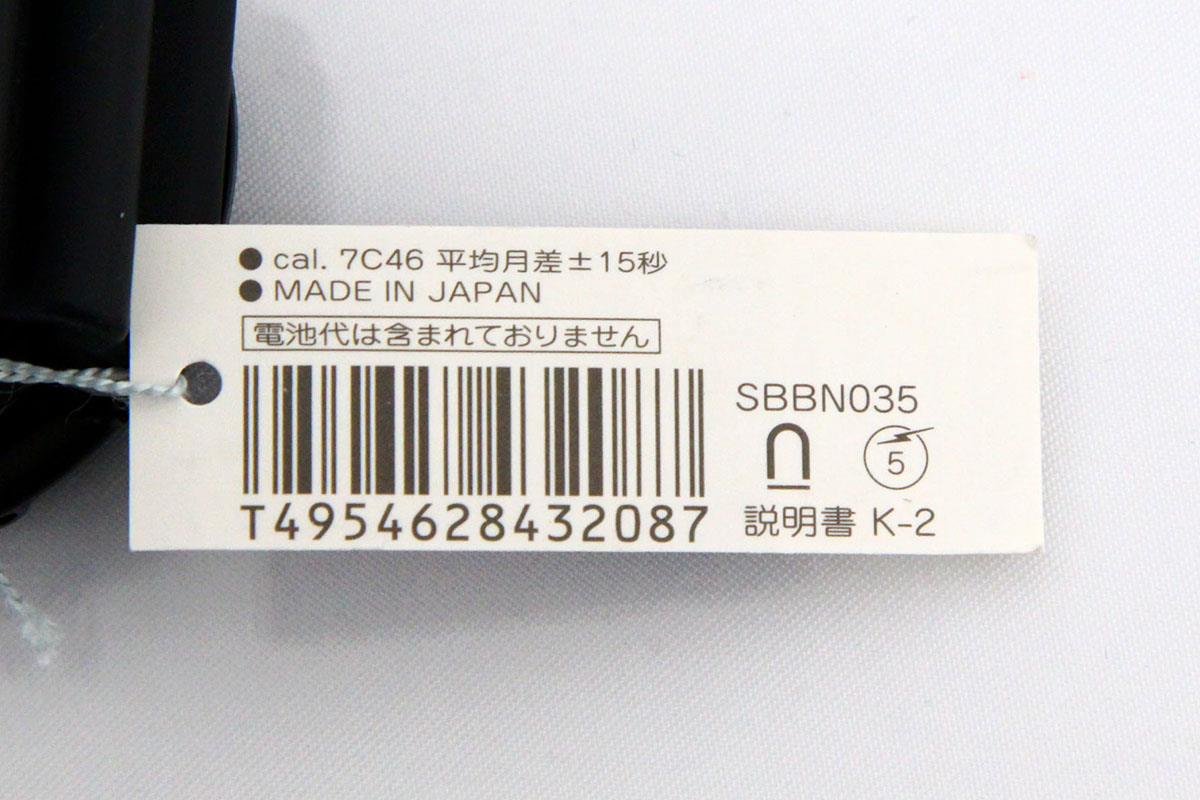 ● cal. 7C46 平均月差±15秒
● MADE IN JAPAN
電池代は含まれておりません
SBBN035
5
T4954628432087
説明書 K-2